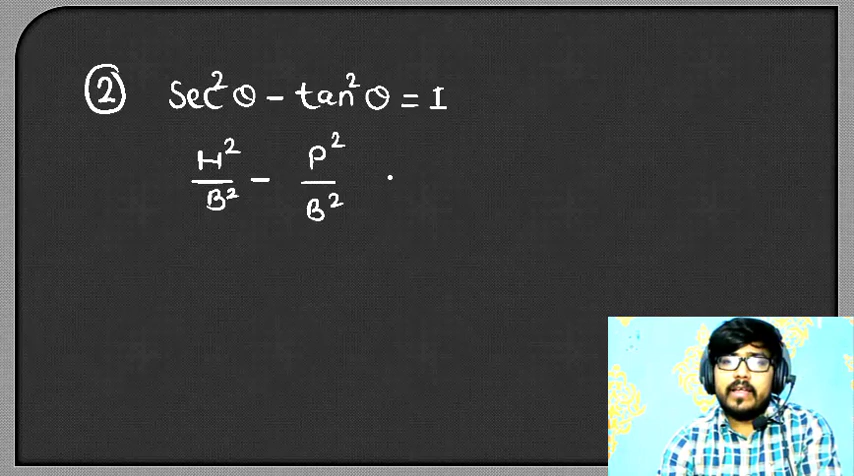 ② Sec²θ - tan²θ = 1
H²/B² - P²/B²